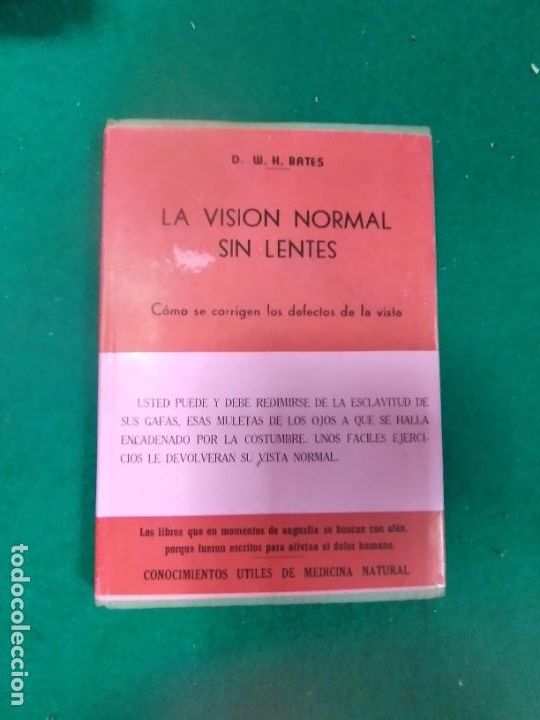 D. W. H. BATES
LA VISION NORMAL
SIN LENTES
Cómo se corrigen los defectos de la vista
USTED PUEDE Y DEBE REDIMIRSE DE LA ESCLAVITUD DE
SUS GAFAS, ESAS MULETAS DE LOS OJOS A QUE SE HALLA
ENCADENADO POR LA COSTUMBRE. UNOS FACILES EJERCI-
CIOS LE DEVOLVERAN SU VISTA NORMAL.
Los libros que en momentos de angustia se buscan con afán,
porque fueron escritos para aliviar el dolor humano.
CONOCIMIENTOS UTILES DE MEDICINA NATURAL
todocoleccion